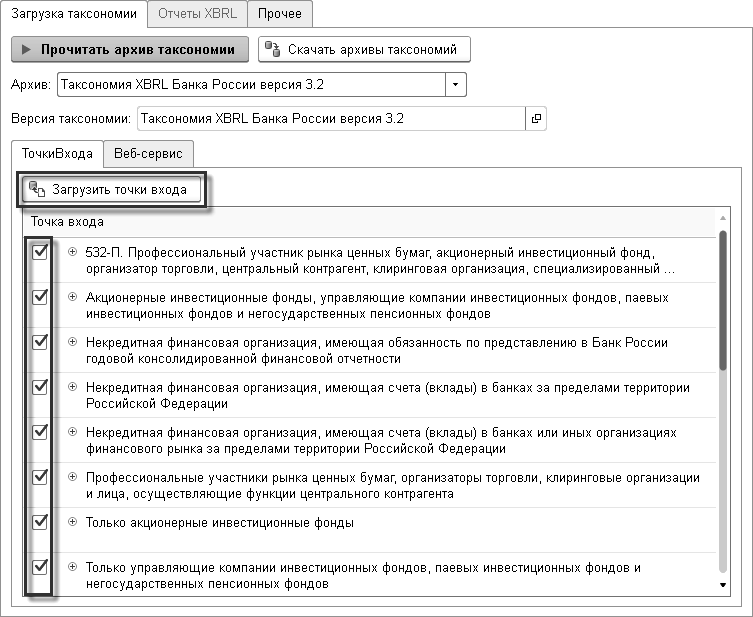 Загрузка таксономии Отчеты XBRL Прочее
Прочитать архив таксономии Скачать архивы таксономий
Архив: Таксономия XBRL Банка России версия 3.2
Версия таксономии: Таксономия XBRL Банка России версия 3.2
ТочкиВхода Веб-сервис
Загрузить точки входа
Точка входа
532-П. Профессиональный участник рынка ценных бумаг, акционерный инвестиционный фонд,
организатор торговли, центральный контрагент, клиринговая организация, специализированный ...
Акционерные инвестиционные фонды, управляющие компании инвестиционных фондов, паевых
инвестиционных фондов и негосударственных пенсионных фондов
Некредитная финансовая организация, имеющая обязанность по представлению в Банк России
годовой консолидированной финансовой отчетности
Некредитная финансовая организация, имеющая счета (вклады) в банках за пределами территории
Российской Федерации
Некредитная финансовая организация, имеющая счета (вклады) в банках или иных организациях
финансового рынка за пределами территории Российской Федерации
Профессиональные участники рынка ценных бумаг, организаторы торговли, клиринговые организации
и лица, осуществляющие функции центрального контрагента
Только акционерные инвестиционные фонды
Только управляющие компании инвестиционных фондов, паевых инвестиционных фондов и
негосударственных пенсионных фондов